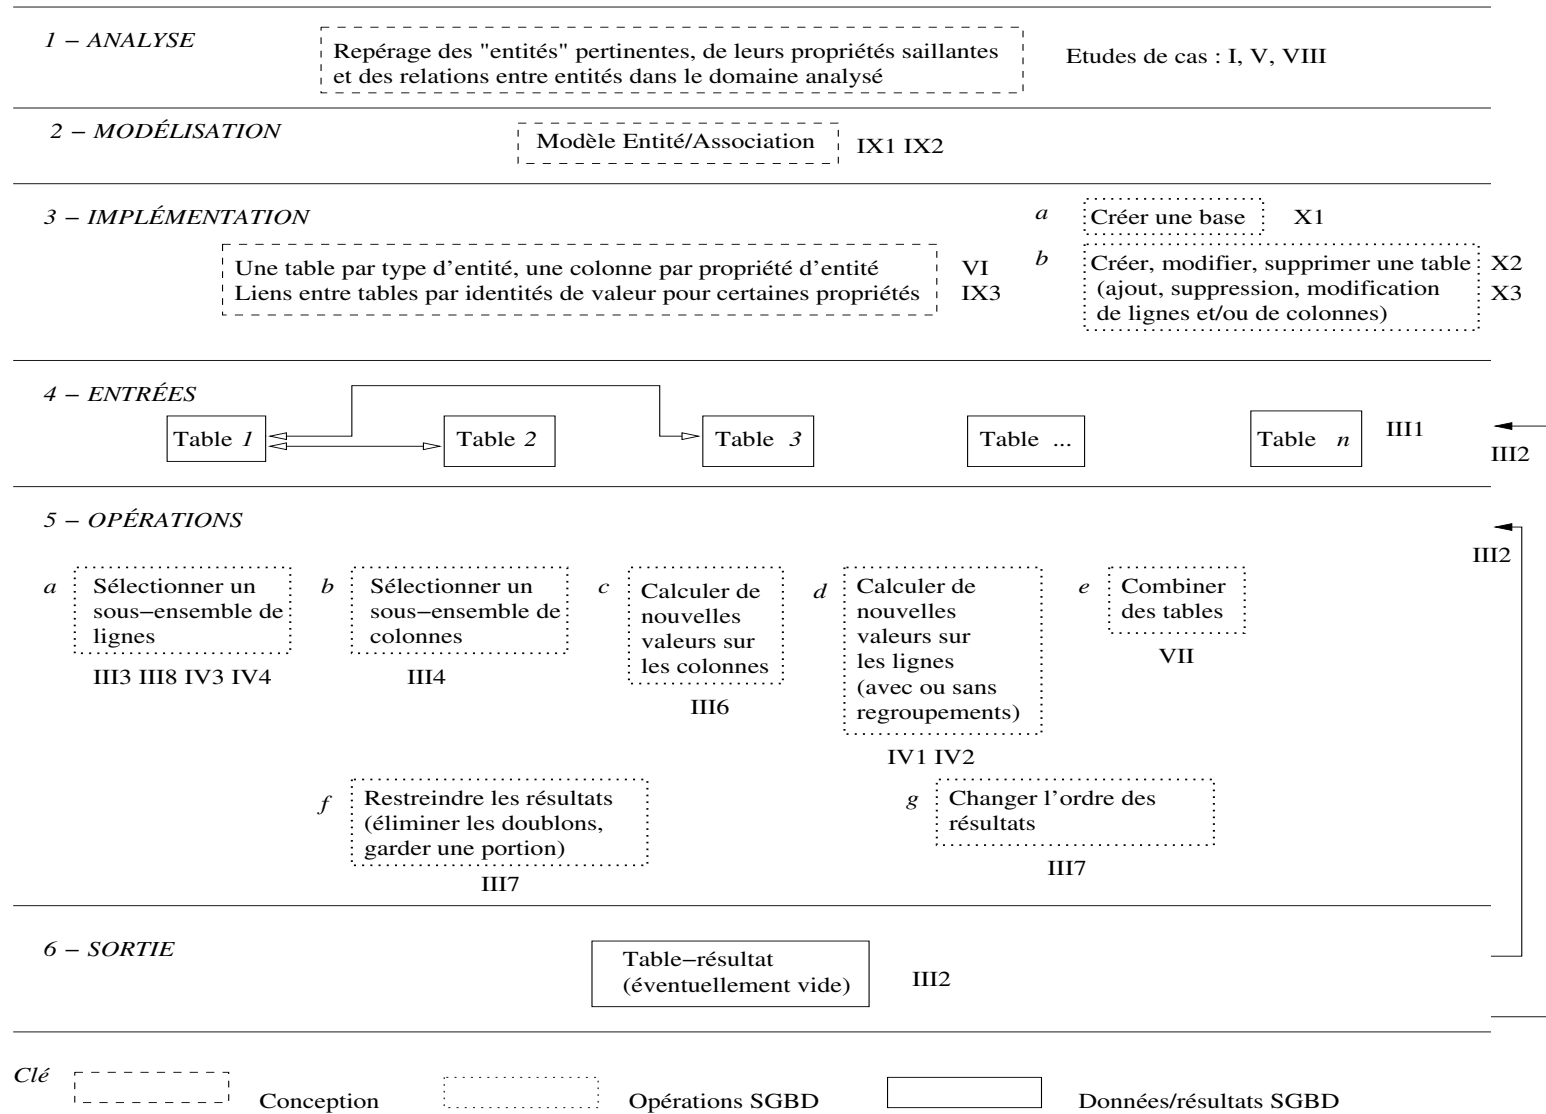 1 – ANALYSE
Repérage des "entités" pertinentes, de leurs propriétés saillantes
et des relations entre entités dans le domaine analysé
Etudes de cas : I, V, VIII
2 – MODÉLISATION
Modèle Entité/Association
IX1 IX2
3 – IMPLÉMENTATION
Une table par type d'entité, une colonne par propriété d'entité
Liens entre tables par identités de valeur pour certaines propriétés
VI
IX3
a
Créer une base
X1
b
Créer, modifier, supprimer une table
(ajout, suppression, modification
de lignes et/ou de colonnes)
X2
X3
4 – ENTRÉES
Table 1
Table 2
Table 3
Table ...
Table n
III1
III2
5 – OPÉRATIONS
III2
a
Sélectionner un
sous–ensemble de
lignes
III3 III8 IV3 IV4
b
Sélectionner un
sous–ensemble de
colonnes
III4
c
Calculer de
nouvelles
valeurs sur
les colonnes
III6
d
Calculer de
nouvelles
valeurs sur
les lignes
(avec ou sans
regroupements)
IV1 IV2
e
Combiner
des tables
VII
f
Restreindre les résultats
(éliminer les doublons,
garder une portion)
III7
g
Changer l'ordre des
résultats
III7
6 – SORTIE
Table–résultat
(éventuellement vide)
III2
Clé
Conception
Opérations SGBD
Données/résultats SGBD